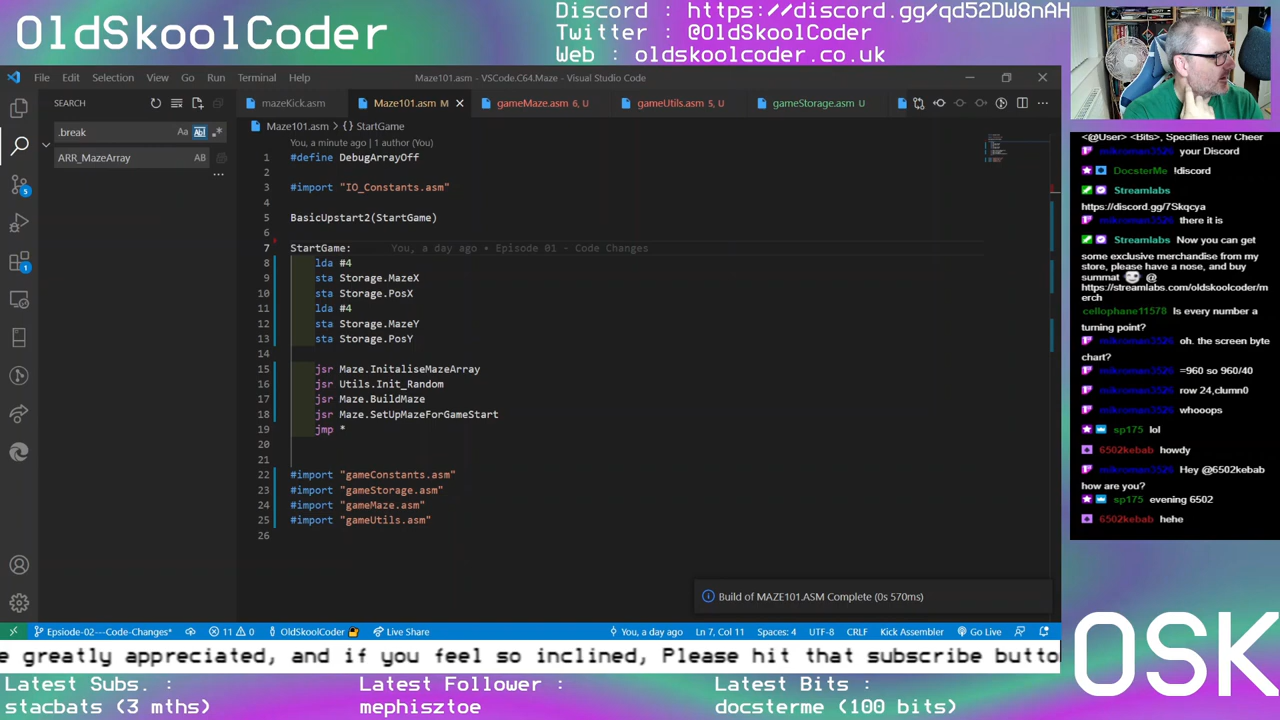 OldSkoolCoder
Discord : https://discord.gg/qd52DW8nAH
Twitter : @OldSkoolCoder
Web : oldskoolcoder.co.uk
File Edit Selection View Go Run Terminal Help
Maze101.asm - VSCode.C64.Maze - Visual Studio Code
SEARCH
mazeKick.asm
Maze101.asm M
gameMaze.asm 6, U
gameUtils.asm 5, U
gameStorage.asm U
.break
ARR_MazeArray
Maze101.asm > {} StartGame
You, a minute ago | 1 author (You)
1 #define DebugArrayOff
2
3 #import "IO_Constants.asm"
4
5 BasicUpstart2(StartGame)
6
7 StartGame: You, a day ago • Episode 01 - Code Changes
8 lda #4
9 sta Storage.MazeX
10 sta Storage.PosX
11 lda #4
12 sta Storage.MazeY
13 sta Storage.PosY
14
15 jsr Maze.InitaliseMazeArray
16 jsr Utils.Init_Random
17 jsr Maze.BuildMaze
18 jsr Maze.SetUpMazeForGameStart
19 jmp *
20
21
22 #import "gameConstants.asm"
23 #import "gameStorage.asm"
24 #import "gameMaze.asm"
25 #import "gameUtils.asm"
26
Build of MAZE101.ASM Complete (0s 570ms)
Epsiode-02---Code-Changes* 11 0 OldSkoolCoder Live Share You, a day ago Ln 7, Col 11 Spaces: 4 UTF-8 CRLF Kick Assembler Go Live
<@User> <Bits>, Specifies new Cheer
mikroman3526 your Discord
DocsterMe !discord
Streamlabs
https://discord.gg/7Skqcya
mikroman3526 there it is
Streamlabs Now you can get
some exclusive merchandise from my
store, please have a nose, and buy
summat @
https://streamlabs.com/oldskoolcoder/m
erch
cellophane11578 Is every number a
turning point?
mikroman3526 oh. the screen byte
chart?
mikroman3526 =960 so 960/40
mikroman3526 row 24,clumn0
mikroman3526 whooops
sp175 lol
6502kebab howdy
mikroman3526 Hey @6502kebab
how are you?
sp175 evening 6502
6502kebab hehe
e greatly appreciated, and if you feel so inclined, Please hit that subscribe butto
Latest Subs. :
stacbats (3 mths)
Latest Follower :
mephisztoe
Latest Bits :
docsterme (100 bits)
OSK